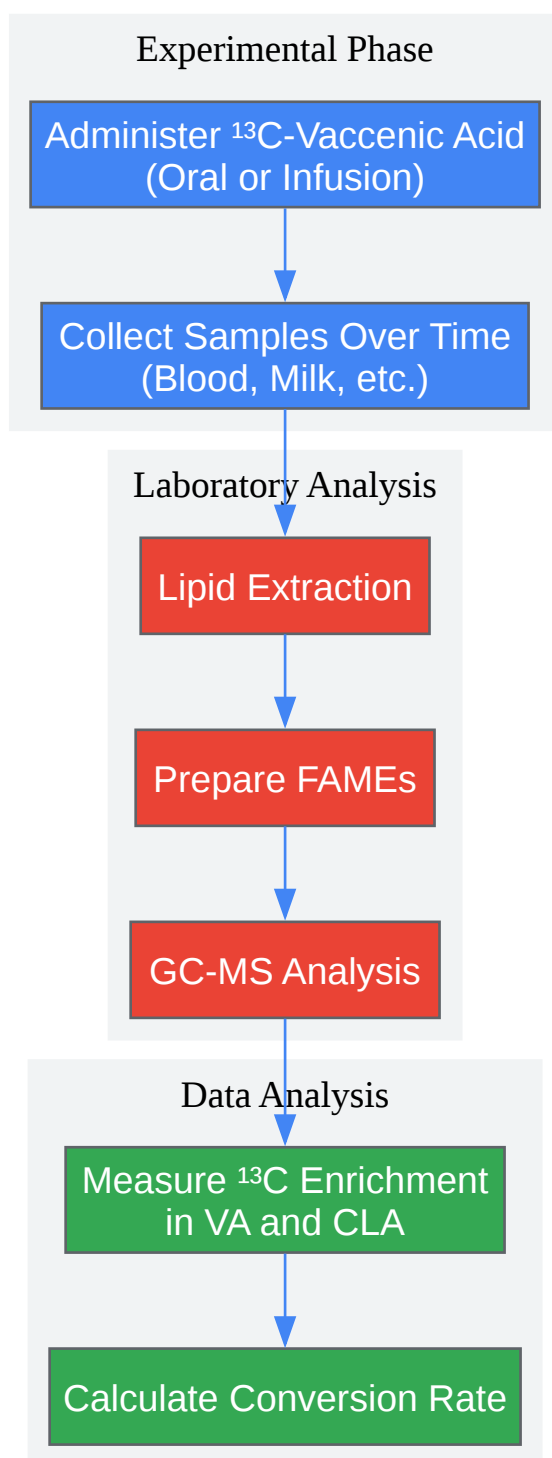 Experimental Phase
Administer ¹³C-Vaccenic Acid
(Oral or Infusion)
Collect Samples Over Time
(Blood, Milk, etc.)
Laboratory Analysis
Lipid Extraction
Prepare FAMEs
GC-MS Analysis
Data Analysis
Measure ¹³C Enrichment
in VA and CLA
Calculate Conversion Rate